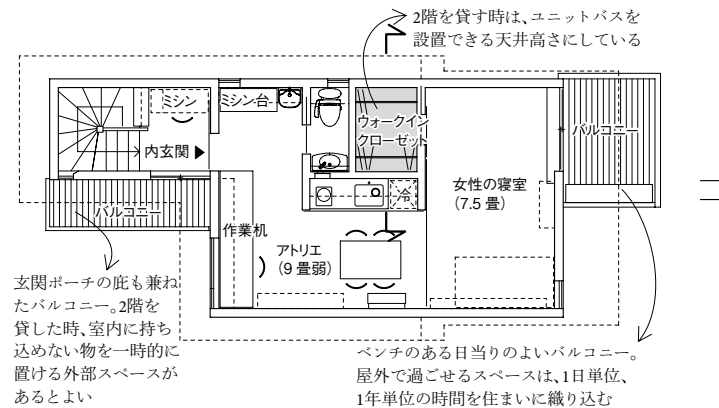 2階を貸す時は、ユニットバスを
設置できる天井高さにしている
ミシン
ミシン台
ウォークイン
クローゼット
バルコニー
内玄関
女性の寝室
(7.5 畳)
冷
バルコニー
作業机
アトリエ
(9 畳弱)
玄関ポーチの庇も兼ね
たバルコニー。2階を
貸した時、室内に持ち
込めない物を一時的に
置ける外部スペースが
あるとよい
ベンチのある日当りのよいバルコニー。
屋外で過ごせるスペースは、1日単位、
1年単位の時間を住まいに織り込む